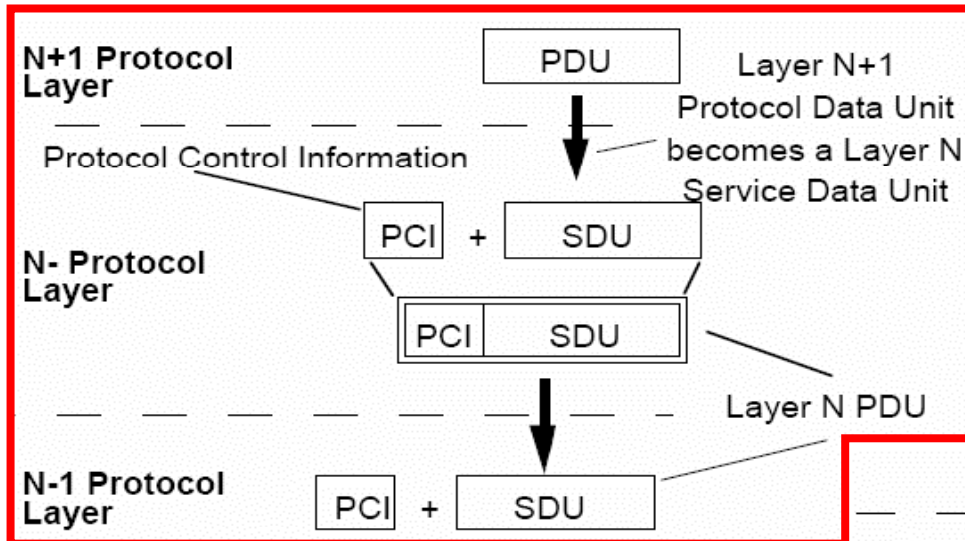 N+1 Protocol
Layer
PDU
Layer N+1
Protocol Data Unit
becomes a Layer N
Service Data Unit
Protocol Control Information
N- Protocol
Layer
PCI + SDU
PCI SDU
Layer N PDU
N-1 Protocol
Layer
PCI + SDU